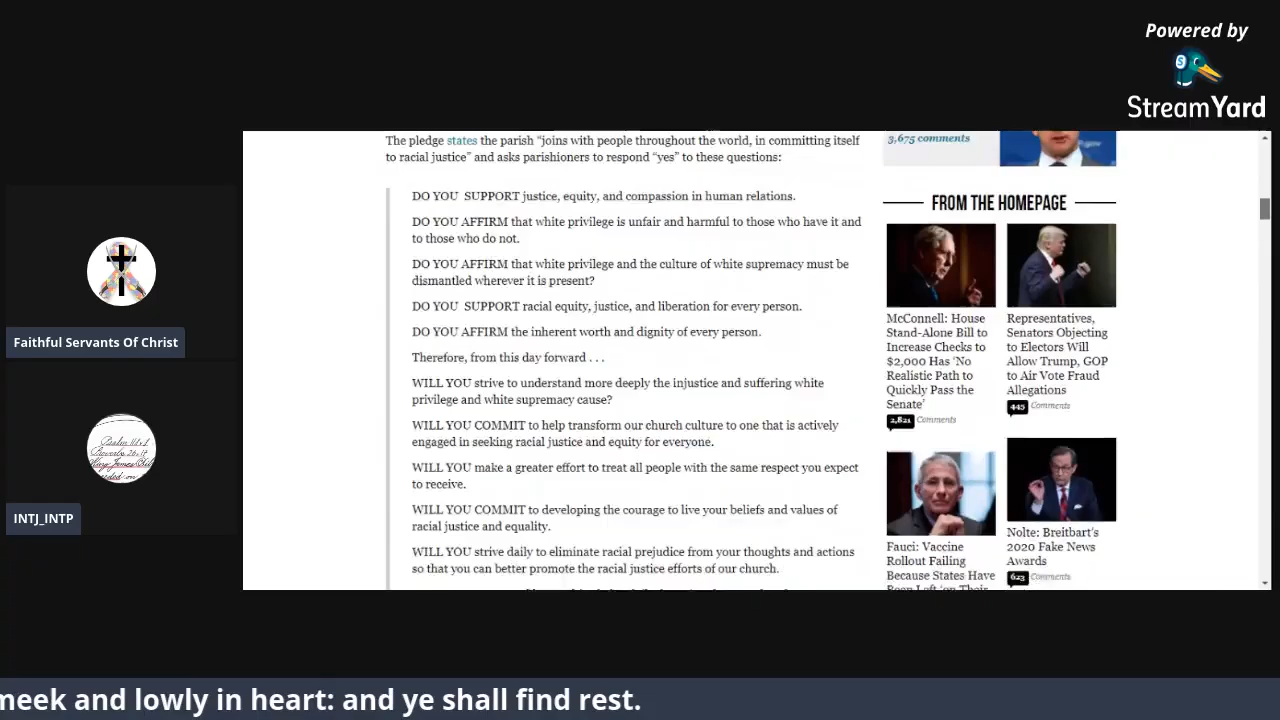 Powered by
StreamYard
The pledge states the parish “joins with people throughout the world, in committing itself
to racial justice” and asks parishioners to respond “yes” to these questions:
DO YOU SUPPORT justice, equity, and compassion in human relations.
DO YOU AFFIRM that white privilege is unfair and harmful to those who have it and
to those who do not.
DO YOU AFFIRM that white privilege and the culture of white supremacy must be
dismantled wherever it is present?
DO YOU SUPPORT racial equity, justice, and liberation for every person.
DO YOU AFFIRM the inherent worth and dignity of every person.
Therefore, from this day forward . . .
WILL YOU strive to understand more deeply the injustice and suffering white
privilege and white supremacy cause?
WILL YOU COMMIT to help transform our church culture to one that is actively
engaged in seeking racial justice and equity for everyone.
WILL YOU make a greater effort to treat all people with the same respect you expect
to receive.
WILL YOU COMMIT to developing the courage to live your beliefs and values of
racial justice and equality.
WILL YOU strive daily to eliminate racial prejudice from your thoughts and actions
so that you can better promote the racial justice efforts of our church.
3,675 comments
FROM THE HOMEPAGE
McConnell: House
Stand-Alone Bill to
Increase Checks to
$2,000 Has ‘No
Realistic Path to
Quickly Pass the
Senate’
2,821 Comments
Representatives,
Senators Objecting
to Electors Will
Allow Trump, GOP
to Air Vote Fraud
Allegations
445 Comments
Fauci: Vaccine
Rollout Failing
Because States Have
Been Left ‘on Their
Nolte: Breitbart’s
2020 Fake News
Awards
623 Comments
Faithful Servants Of Christ
INTJ_INTP
meek and lowly in heart: and ye shall find rest.